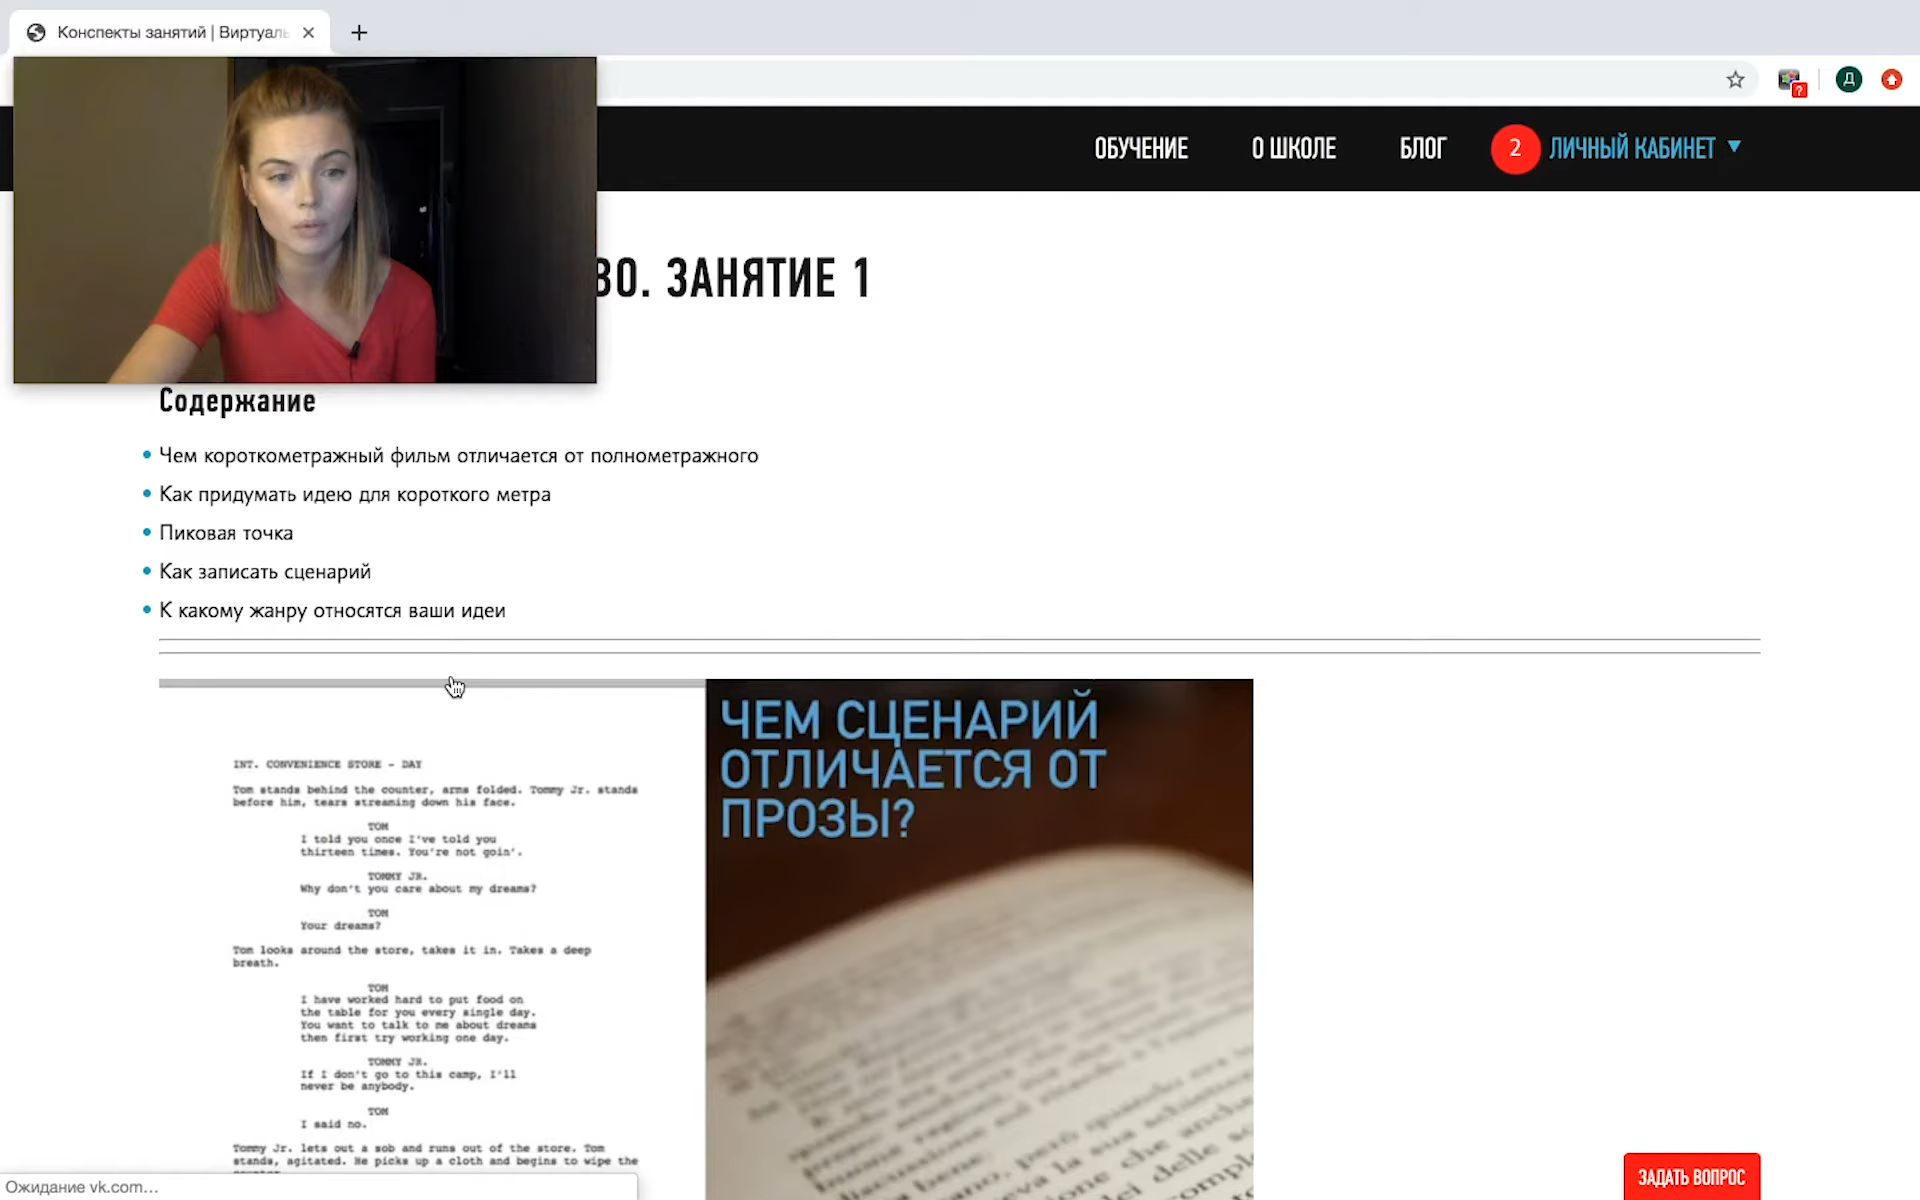 Конспекты занятий | Виртуаль
?
Д
ОБУЧЕНИЕ
О ШКОЛЕ
БЛОГ
2
ЛИЧНЫЙ КАБИНЕТ
ВО. ЗАНЯТИЕ 1
Содержание
Чем короткометражный фильм отличается от полнометражного
Как придумать идею для короткого метра
Пиковая точка
Как записать сценарий
К какому жанру относятся ваши идеи
INT. CONVENIENCE STORE - DAY
Tom stands behind the counter, arms folded. Tommy Jr. stands
before him, tears streaming down his face.
TOM
I told you once I've told you
thirteen times. You're not goin'.
TOMMY JR.
Why don't you care about my dreams?
TOM
Your dreams?
Tom looks around the store, takes it in. Takes a deep
breath.
TOM
I have worked hard to put food on
the table for you every single day.
You want to talk to me about dreams
then first try working one day.
TOMMY JR.
If I don't go to this camp, I'll
never be anybody.
TOM
I said no.
Tommy Jr. lets out a sob and runs out of the store. Tom
stands, agitated. He picks up a cloth and begins to wipe the
ЧЕМ СЦЕНАРИЙ
ОТЛИЧАЕТСЯ ОТ
ПРОЗЫ?
Ожидание vk.com...
ЗАДАТЬ ВОПРОС